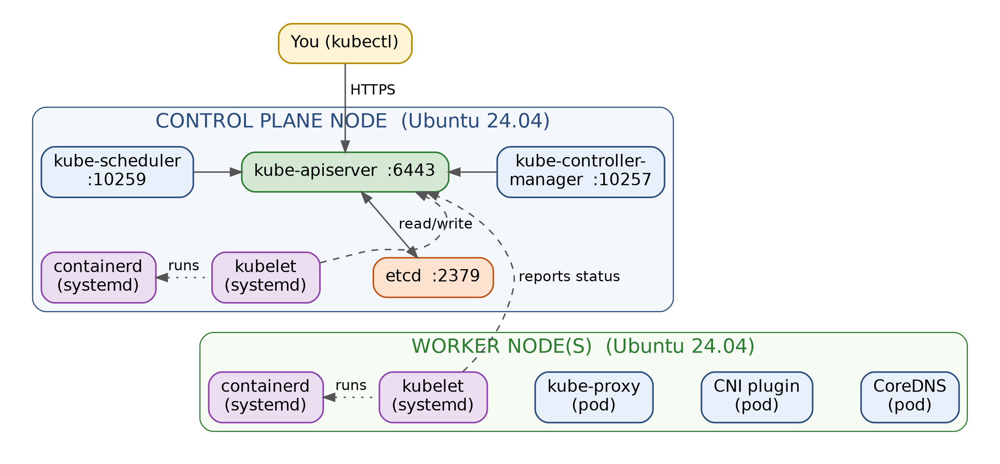 You (kubectl)
HTTPS
CONTROL PLANE NODE  (Ubuntu 24.04)
kube-scheduler
:10259
kube-apiserver  :6443
kube-controller-
manager  :10257
read/write
containerd
(systemd)
runs
kubelet
(systemd)
etcd  :2379
reports status
WORKER NODE(S)  (Ubuntu 24.04)
containerd
(systemd)
runs
kubelet
(systemd)
kube-proxy
(pod)
CNI plugin
(pod)
CoreDNS
(pod)